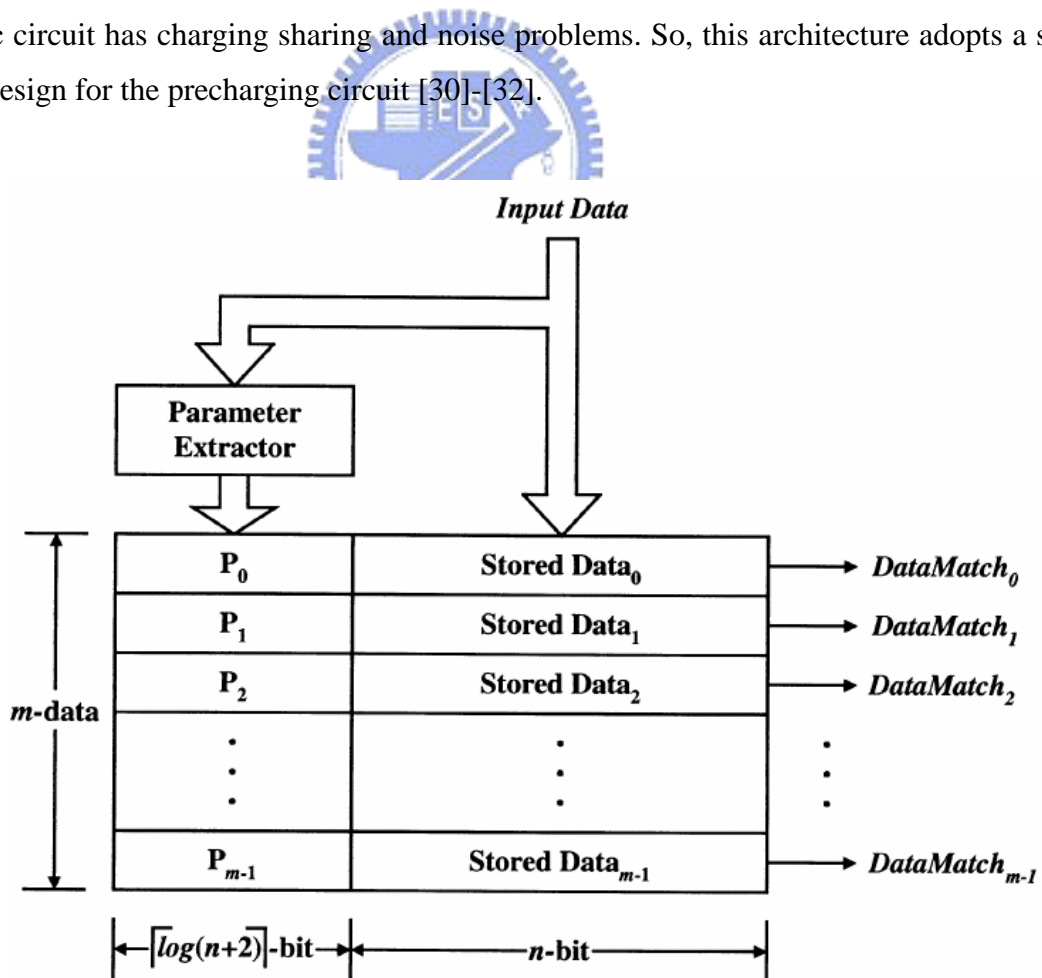 c circuit has charging sharing and noise problems. So, this architecture adopts a s
esign for the precharging circuit [30]-[32].
Input Data
Parameter
Extractor
P₀ Stored Data₀ DataMatch₀
P₁ Stored Data₁ DataMatch₁
P₂ Stored Data₂ DataMatch₂
m-data
Pₘ₋₁ Stored Dataₘ₋₁ DataMatchₘ₋₁
⌈log(n+2)⌉-bit n-bit